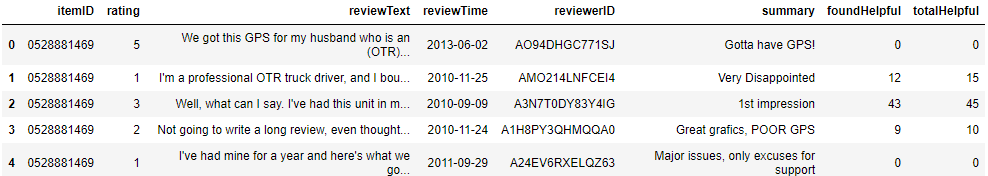 itemID rating reviewText reviewTime reviewerID summary foundHelpful totalHelpful
0 0528881469 5 We got this GPS for my husband who is an (OTR)... 2013-06-02 AO94DHGC771SJ Gotta have GPS! 0 0
1 0528881469 1 I'm a professional OTR truck driver, and I bou... 2010-11-25 AMO214LNFCEI4 Very Disappointed 12 15
2 0528881469 3 Well, what can I say. I've had this unit in m... 2010-09-09 A3N7T0DY83Y4IG 1st impression 43 45
3 0528881469 2 Not going to write a long review, even thought... 2010-11-24 A1H8PY3QHMQQA0 Great grafics, POOR GPS 9 10
4 0528881469 1 I've had mine for a year and here's what we go... 2011-09-29 A24EV6RXELQZ63 Major issues, only excuses for support 0 0